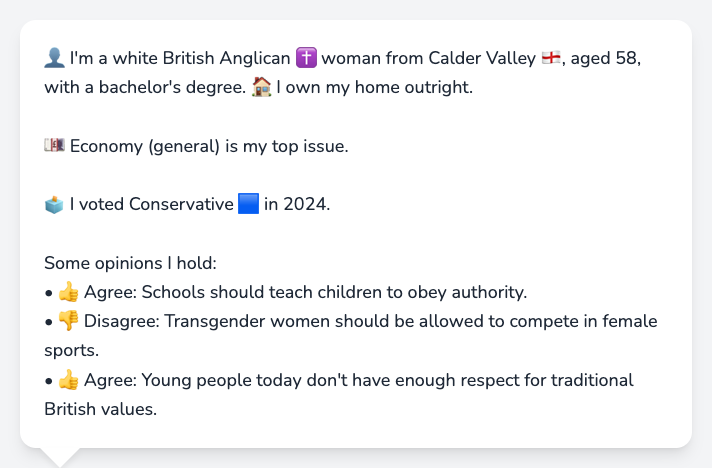 👤 I'm a white British Anglican ✝️ woman from Calder Valley 🏴󠁧󠁢󠁥󠁮󠁧󠁿, aged 58,
with a bachelor's degree. 🏠 I own my home outright.
💷 Economy (general) is my top issue.
🗳️ I voted Conservative 🟦 in 2024.
Some opinions I hold:
• 👍 Agree: Schools should teach children to obey authority.
• 👎 Disagree: Transgender women should be allowed to compete in female
sports.
• 👍 Agree: Young people today don't have enough respect for traditional
British values.